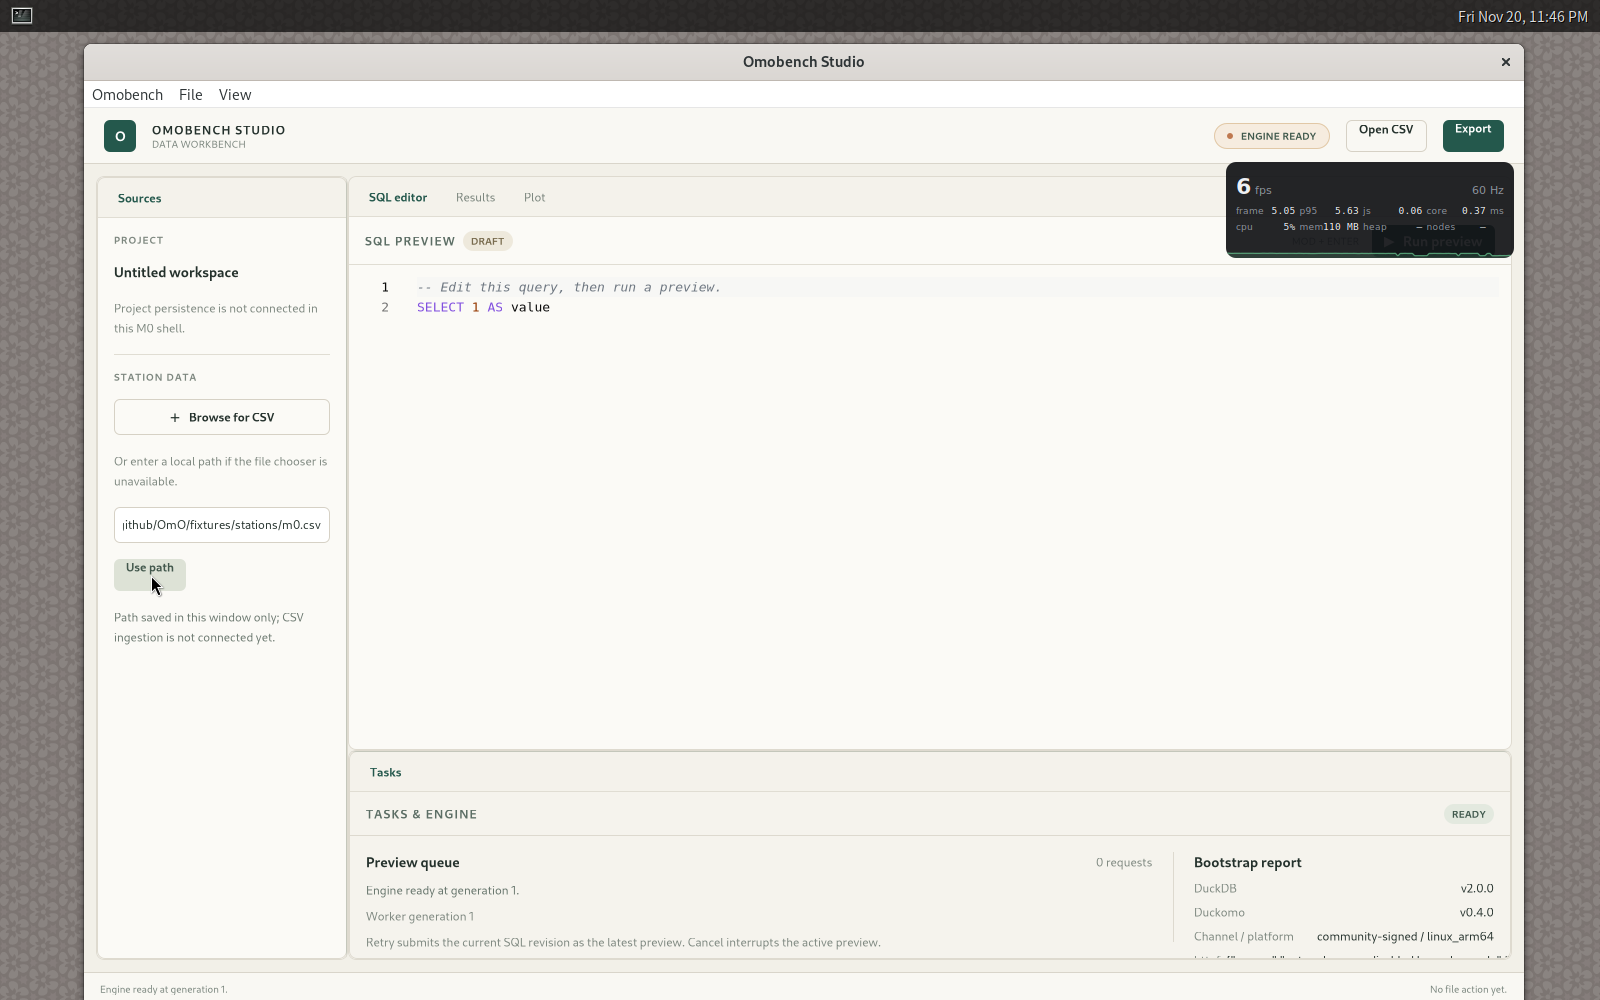 Fri Nov 20, 11:46 PM
Omobench Studio
Omobench File View
O
OMOBENCH STUDIO
DATA WORKBENCH
ENGINE READY
Open CSV
Export
6 fps 60 Hz
frame 5.05 p95 5.63 js 0.06 core 0.37 ms
cpu 5% mem 110 MB heap – nodes –
Run preview
Sources
PROJECT
Untitled workspace
Project persistence is not connected in
this M0 shell.
STATION DATA
+ Browse for CSV
Or enter a local path if the file chooser is
unavailable.
github/OmO/fixtures/stations/m0.csv
Use path
Path saved in this window only; CSV
ingestion is not connected yet.
SQL editor Results Plot
SQL PREVIEW DRAFT
1 -- Edit this query, then run a preview.
2 SELECT 1 AS value
Tasks
TASKS & ENGINE
READY
Preview queue
0 requests
Engine ready at generation 1.
Worker generation 1
Retry submits the current SQL revision as the latest preview. Cancel interrupts the active preview.
Bootstrap report
DuckDB v2.0.0
Duckomo v0.4.0
Channel / platform community-signed / linux_arm64
Engine ready at generation 1.
No file action yet.